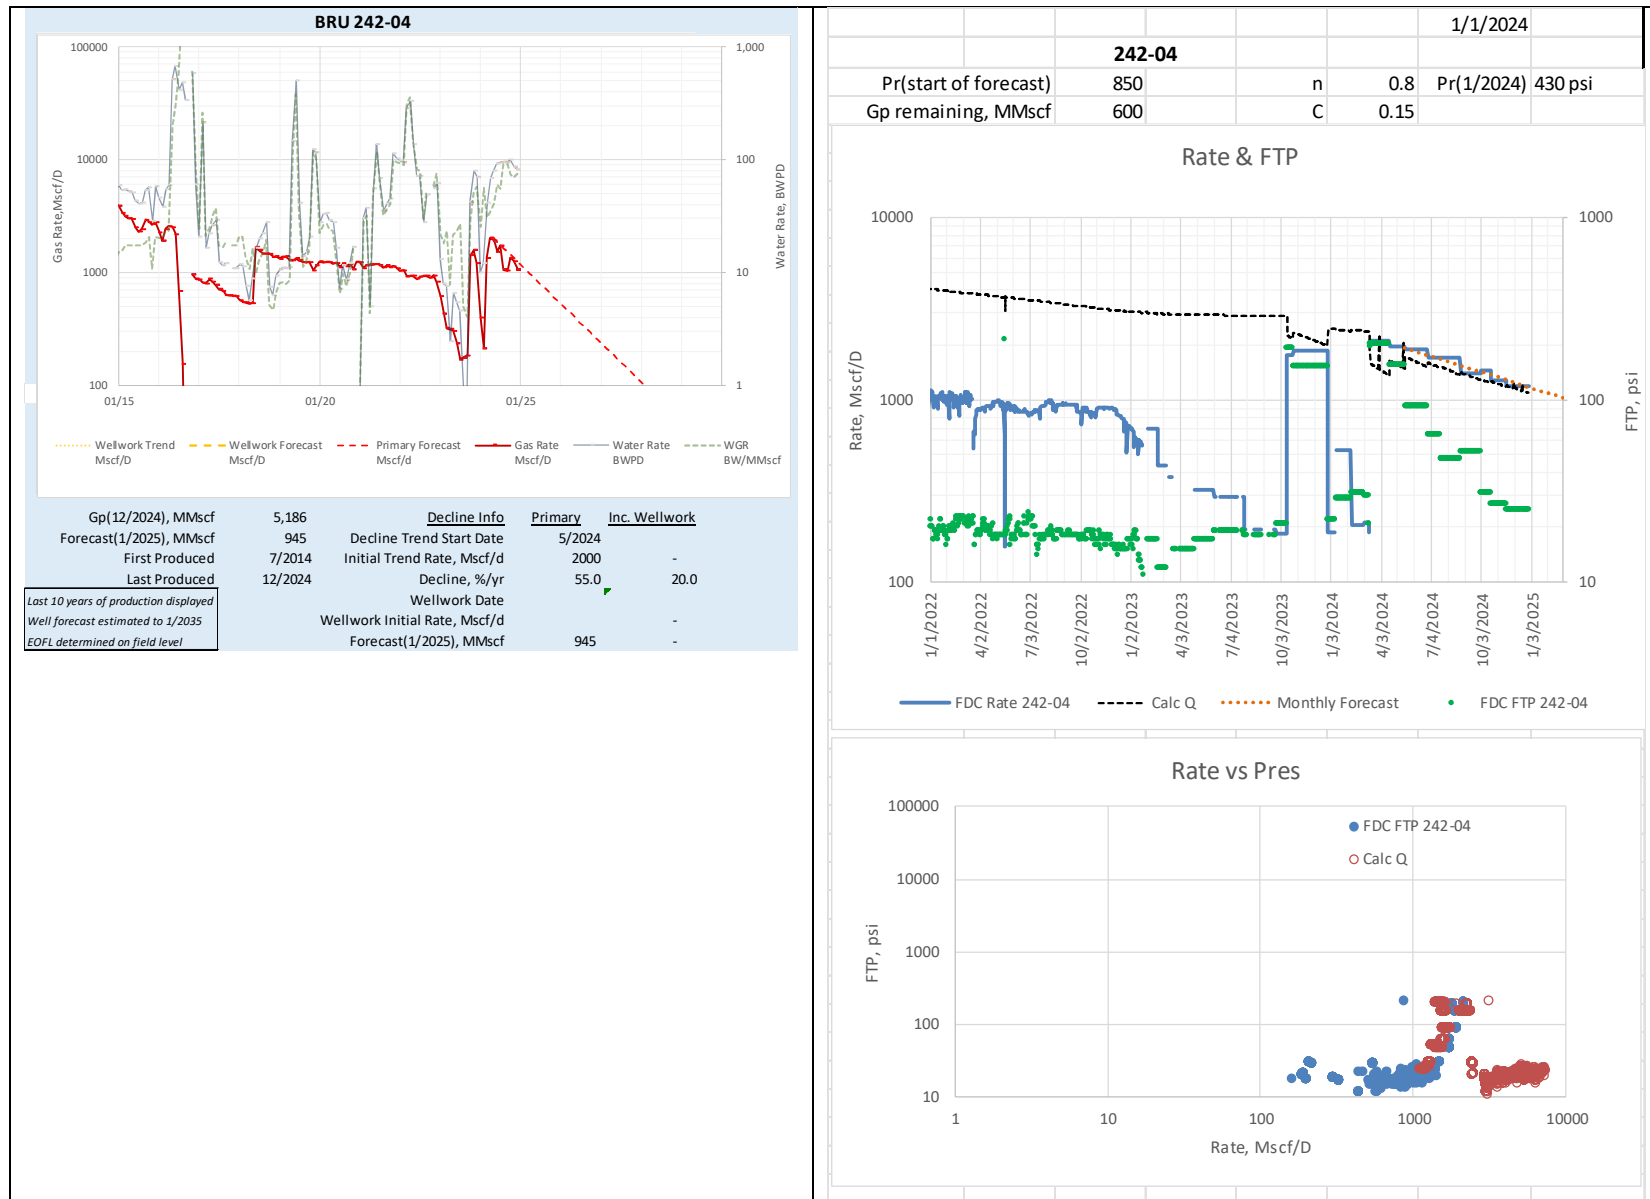 BRU 242-04
100000
10000
1000
100
1,000
100
10
1
Gas Rate,Mscf/D
Water Rate, BWPD
01/15
01/20
01/25
Wellwork Trend Mscf/D
Wellwork Forecast Mscf/D
Primary Forecast Mscf/d
Gas Rate Mscf/D
Water Rate BWPD
WGR BW/MMscf
Gp(12/2024), MMscf 5,186 Decline Info Primary Inc. Wellwork
Forecast(1/2025), MMscf 945 Decline Trend Start Date 5/2024
First Produced 7/2014 Initial Trend Rate, Mscf/d 2000 -
Last Produced 12/2024 Decline, %/yr 55.0 20.0
Last 10 years of production displayed Wellwork Date
Well forecast estimated to 1/2035 Wellwork Initial Rate, Mscf/d -
EOFL determined on field level Forecast(1/2025), MMscf 945 -
1/1/2024
242-04
Pr(start of forecast) 850 n 0.8 Pr(1/2024) 430 psi
Gp remaining, MMscf 600 C 0.15
Rate & FTP
10000
1000
100
1000
100
10
Rate, Mscf/D
FTP, psi
1/1/2022
4/2/2022
7/3/2022
10/2/2022
1/2/2023
4/3/2023
7/4/2023
10/3/2023
1/3/2024
4/3/2024
7/4/2024
10/3/2024
1/3/2025
FDC Rate 242-04
Calc Q
Monthly Forecast
FDC FTP 242-04
Rate vs Pres
100000
10000
1000
100
10
FTP, psi
FDC FTP 242-04
Calc Q
1
10
100
1000
10000
Rate, Mscf/D